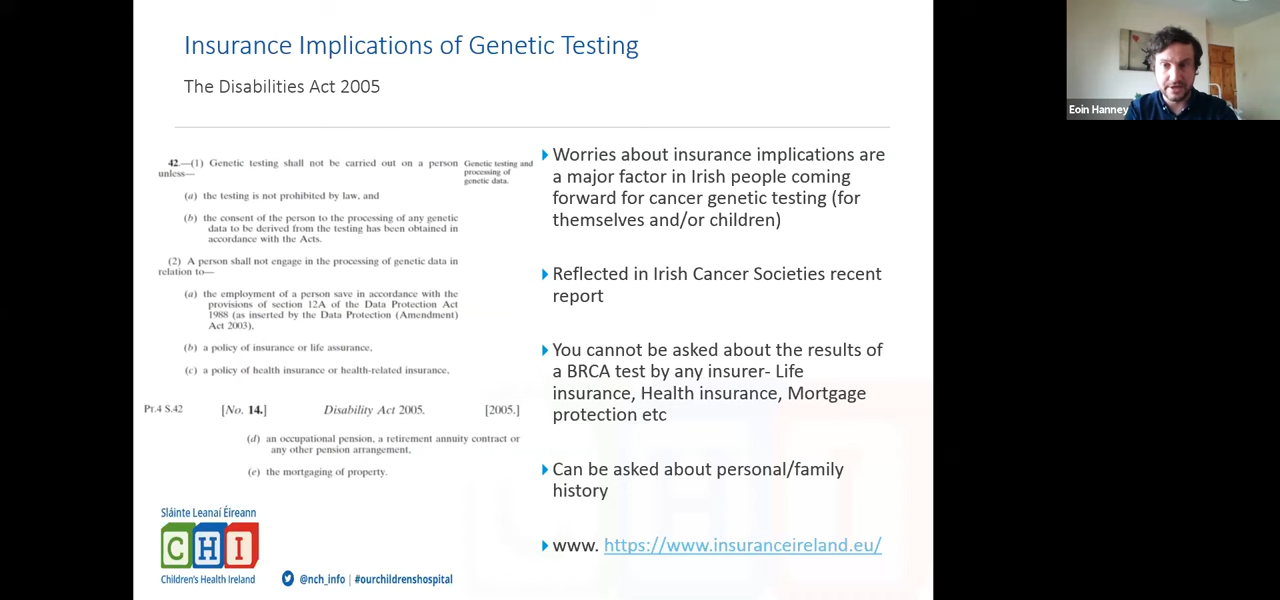 Insurance Implications of Genetic Testing
The Disabilities Act 2005
Eoin Hanney
42.—(1) Genetic testing shall not be carried out on a person
unless—
Genetic testing and
processing of
genetic data.
(a) the testing is not prohibited by law, and
(b) the consent of the person to the processing of any genetic
data to be derived from the testing has been obtained in
accordance with the Acts.
(2) A person shall not engage in the processing of genetic data in
relation to—
(a) the employment of a person save in accordance with the
provisions of section 12A of the Data Protection Act
1988 (as inserted by the Data Protection (Amendment)
Act 2003),
(b) a policy of insurance or life assurance,
(c) a policy of health insurance or health-related insurance,
Pt.4 S.42 [No. 14.] Disability Act 2005. [2005.]
(d) an occupational pension, a retirement annuity contract or
any other pension arrangement,
(e) the mortgaging of property.
Worries about insurance implications are
a major factor in Irish people coming
forward for cancer genetic testing (for
themselves and/or children)
Reflected in Irish Cancer Societies recent
report
You cannot be asked about the results of
a BRCA test by any insurer- Life
insurance, Health insurance, Mortgage
protection etc
Can be asked about personal/family
history
www. https://www.insuranceireland.eu/
Sláinte Leanaí Éireann
CHI
Children's Health Ireland
@nch_info | #ourchildrenshospital